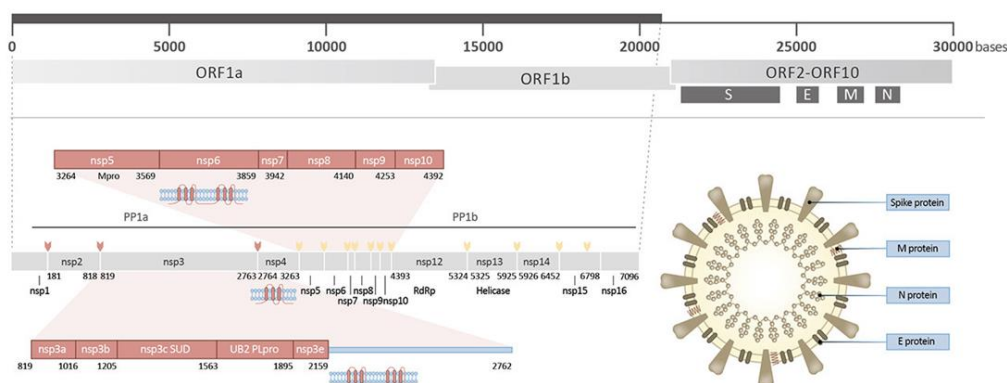 0 5000 10000 15000 20000 25000 30000 bases
ORF1a ORF1b ORF2-ORF10
S E M N
nsp5 nsp6 nsp7 nsp8 nsp9 nsp10
3264 Mpro 3569 3859 3942 4140 4253 4392
PP1a PP1b
nsp2 nsp3 nsp4 nsp12 nsp13 nsp14
181 818 819 2763 2764 3263 4393 5324 5325 5925 5926 6452 6798 7096
nsp1 nsp5 nsp6 nsp8 RdRp Helicase nsp15 nsp16
nsp7 nsp9 nsp10
nsp3a nsp3b nsp3c SUD UB2 PLpro nsp3e
819 1016 1205 1563 1895 2159 2762
Spike protein
M protein
N protein
E protein